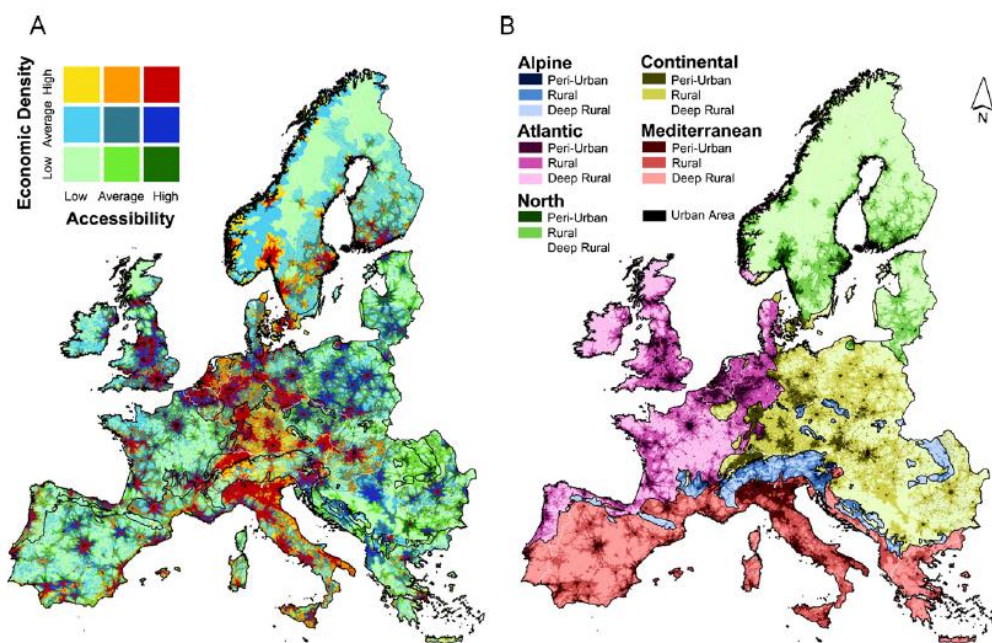 A
Economic Density
High
Average
Low
Low Average High
Accessibility
B
Alpine
Peri-Urban
Rural
Deep Rural
Atlantic
Peri-Urban
Rural
Deep Rural
North
Peri-Urban
Rural
Deep Rural
Continental
Peri-Urban
Rural
Deep Rural
Mediterranean
Peri-Urban
Rural
Deep Rural
Urban Area
N